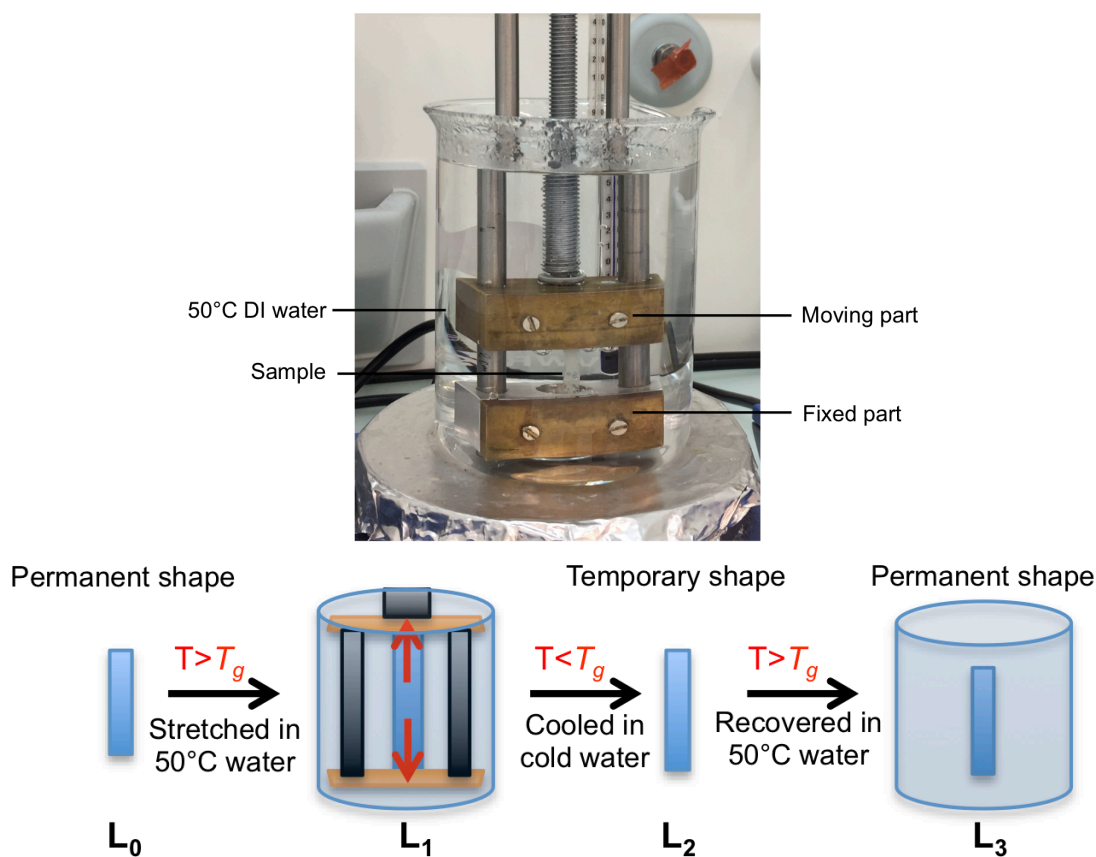 50°C DI water
Moving part
Sample
Fixed part
Permanent shape
Temporary shape
Permanent shape
T>Tg
T<Tg
T>Tg
Stretched in
50°C water
Cooled in
cold water
Recovered in
50°C water
L0
L1
L2
L3